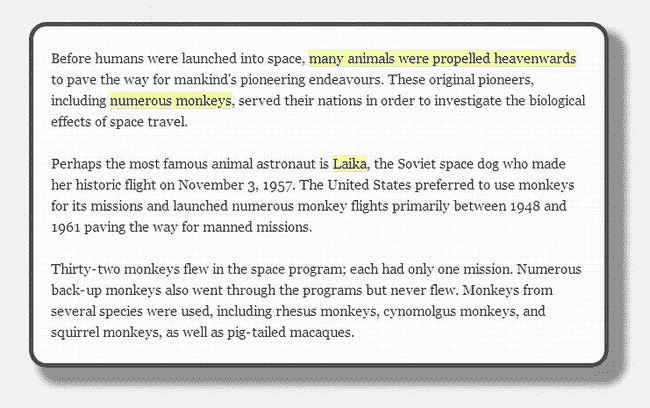 Before humans were launched into space, many animals were propelled heavenwards
to pave the way for mankind's pioneering endeavours. These original pioneers,
including numerous monkeys, served their nations in order to investigate the biological
effects of space travel.
Perhaps the most famous animal astronaut is Laika, the Soviet space dog who made
her historic flight on November 3, 1957. The United States preferred to use monkeys
for its missions and launched numerous monkey flights primarily between 1948 and
1961 paving the way for manned missions.
Thirty-two monkeys flew in the space program; each had only one mission. Numerous
back-up monkeys also went through the programs but never flew. Monkeys from
several species were used, including rhesus monkeys, cynomolgus monkeys, and
squirrel monkeys, as well as pig-tailed macaques.